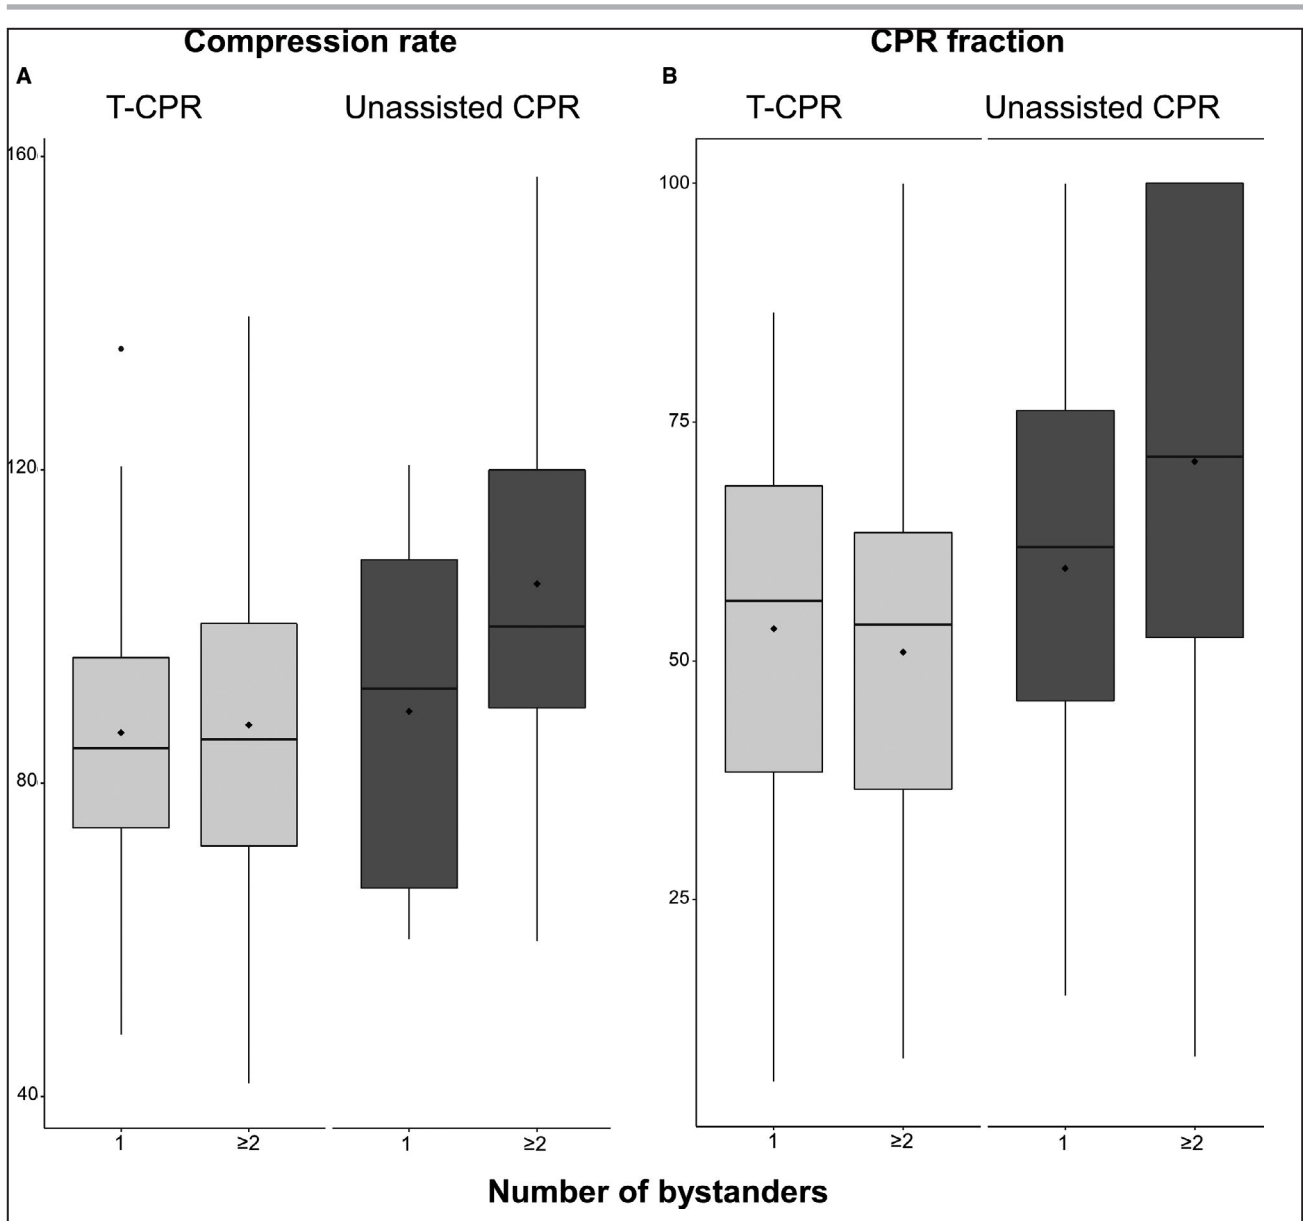 Compression rate CPR fraction
A B
T-CPR Unassisted CPR T-CPR Unassisted CPR
160
100
75
120
50
80
25
40
1 ≥2 1 ≥2 1 ≥2 1 ≥2
Number of bystanders